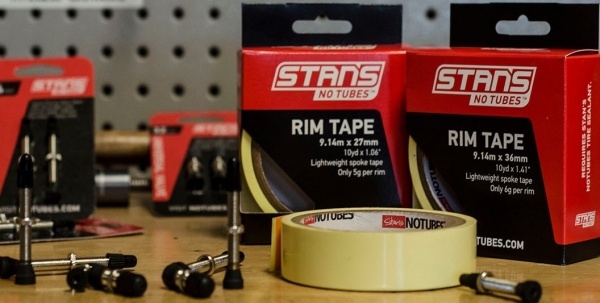 STANS
NO TUBES™
RIM TAPE
9.14m x 27mm
10yd x 1.06"
Lightweight spoke tape
Only 5g per rim
STANS
NO TUBES™
RIM TAPE
9.14m x 36mm
10yd x 1.41"
Lightweight spoke tape
Only 6g per rim
NOTUBES.COM
REQUIRES STAN'S
NOTUBES TIRE SEALANT.
STANS
NOTUBES
Stan's NOTUBES